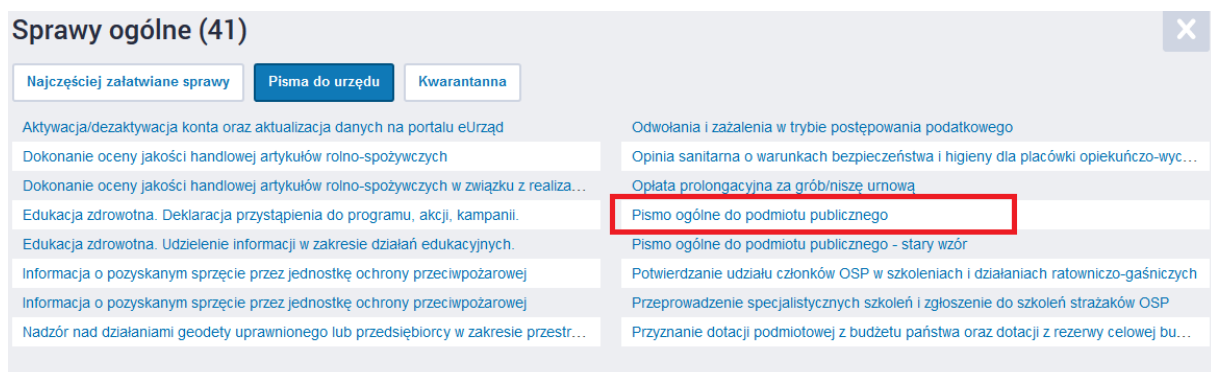 Sprawy ogólne (41)
Najczęściej załatwiane sprawy
Pisma do urzędu
Kwarantanna
Aktywacja/dezaktywacja konta oraz aktualizacja danych na portalu eUrząd
Dokonanie oceny jakości handlowej artykułów rolno-spożywczych
Dokonanie oceny jakości handlowej artykułów rolno-spożywczych w związku z realiza...
Edukacja zdrowotna. Deklaracja przystąpienia do programu, akcji, kampanii.
Edukacja zdrowotna. Udzielenie informacji w zakresie działań edukacyjnych.
Informacja o pozyskanym sprzęcie przez jednostkę ochrony przeciwpożarowej
Informacja o pozyskanym sprzęcie przez jednostkę ochrony przeciwpożarowej
Nadzór nad działaniami geodety uprawnionego lub przedsiębiorcy w zakresie przestr...
Odwołania i zażalenia w trybie postępowania podatkowego
Opinia sanitarna o warunkach bezpieczeństwa i higieny dla placówki opiekuńczo-wyc...
Opłata prolongacyjna za grób/niszę urnową
Pismo ogólne do podmiotu publicznego
Pismo ogólne do podmiotu publicznego - stary wzór
Potwierdzanie udziału członków OSP w szkoleniach i działaniach ratowniczo-gaśniczych
Przeprowadzenie specjalistycznych szkoleń i zgłoszenie do szkoleń strażaków OSP
Przyznanie dotacji podmiotowej z budżetu państwa oraz dotacji z rezerwy celowej bu...